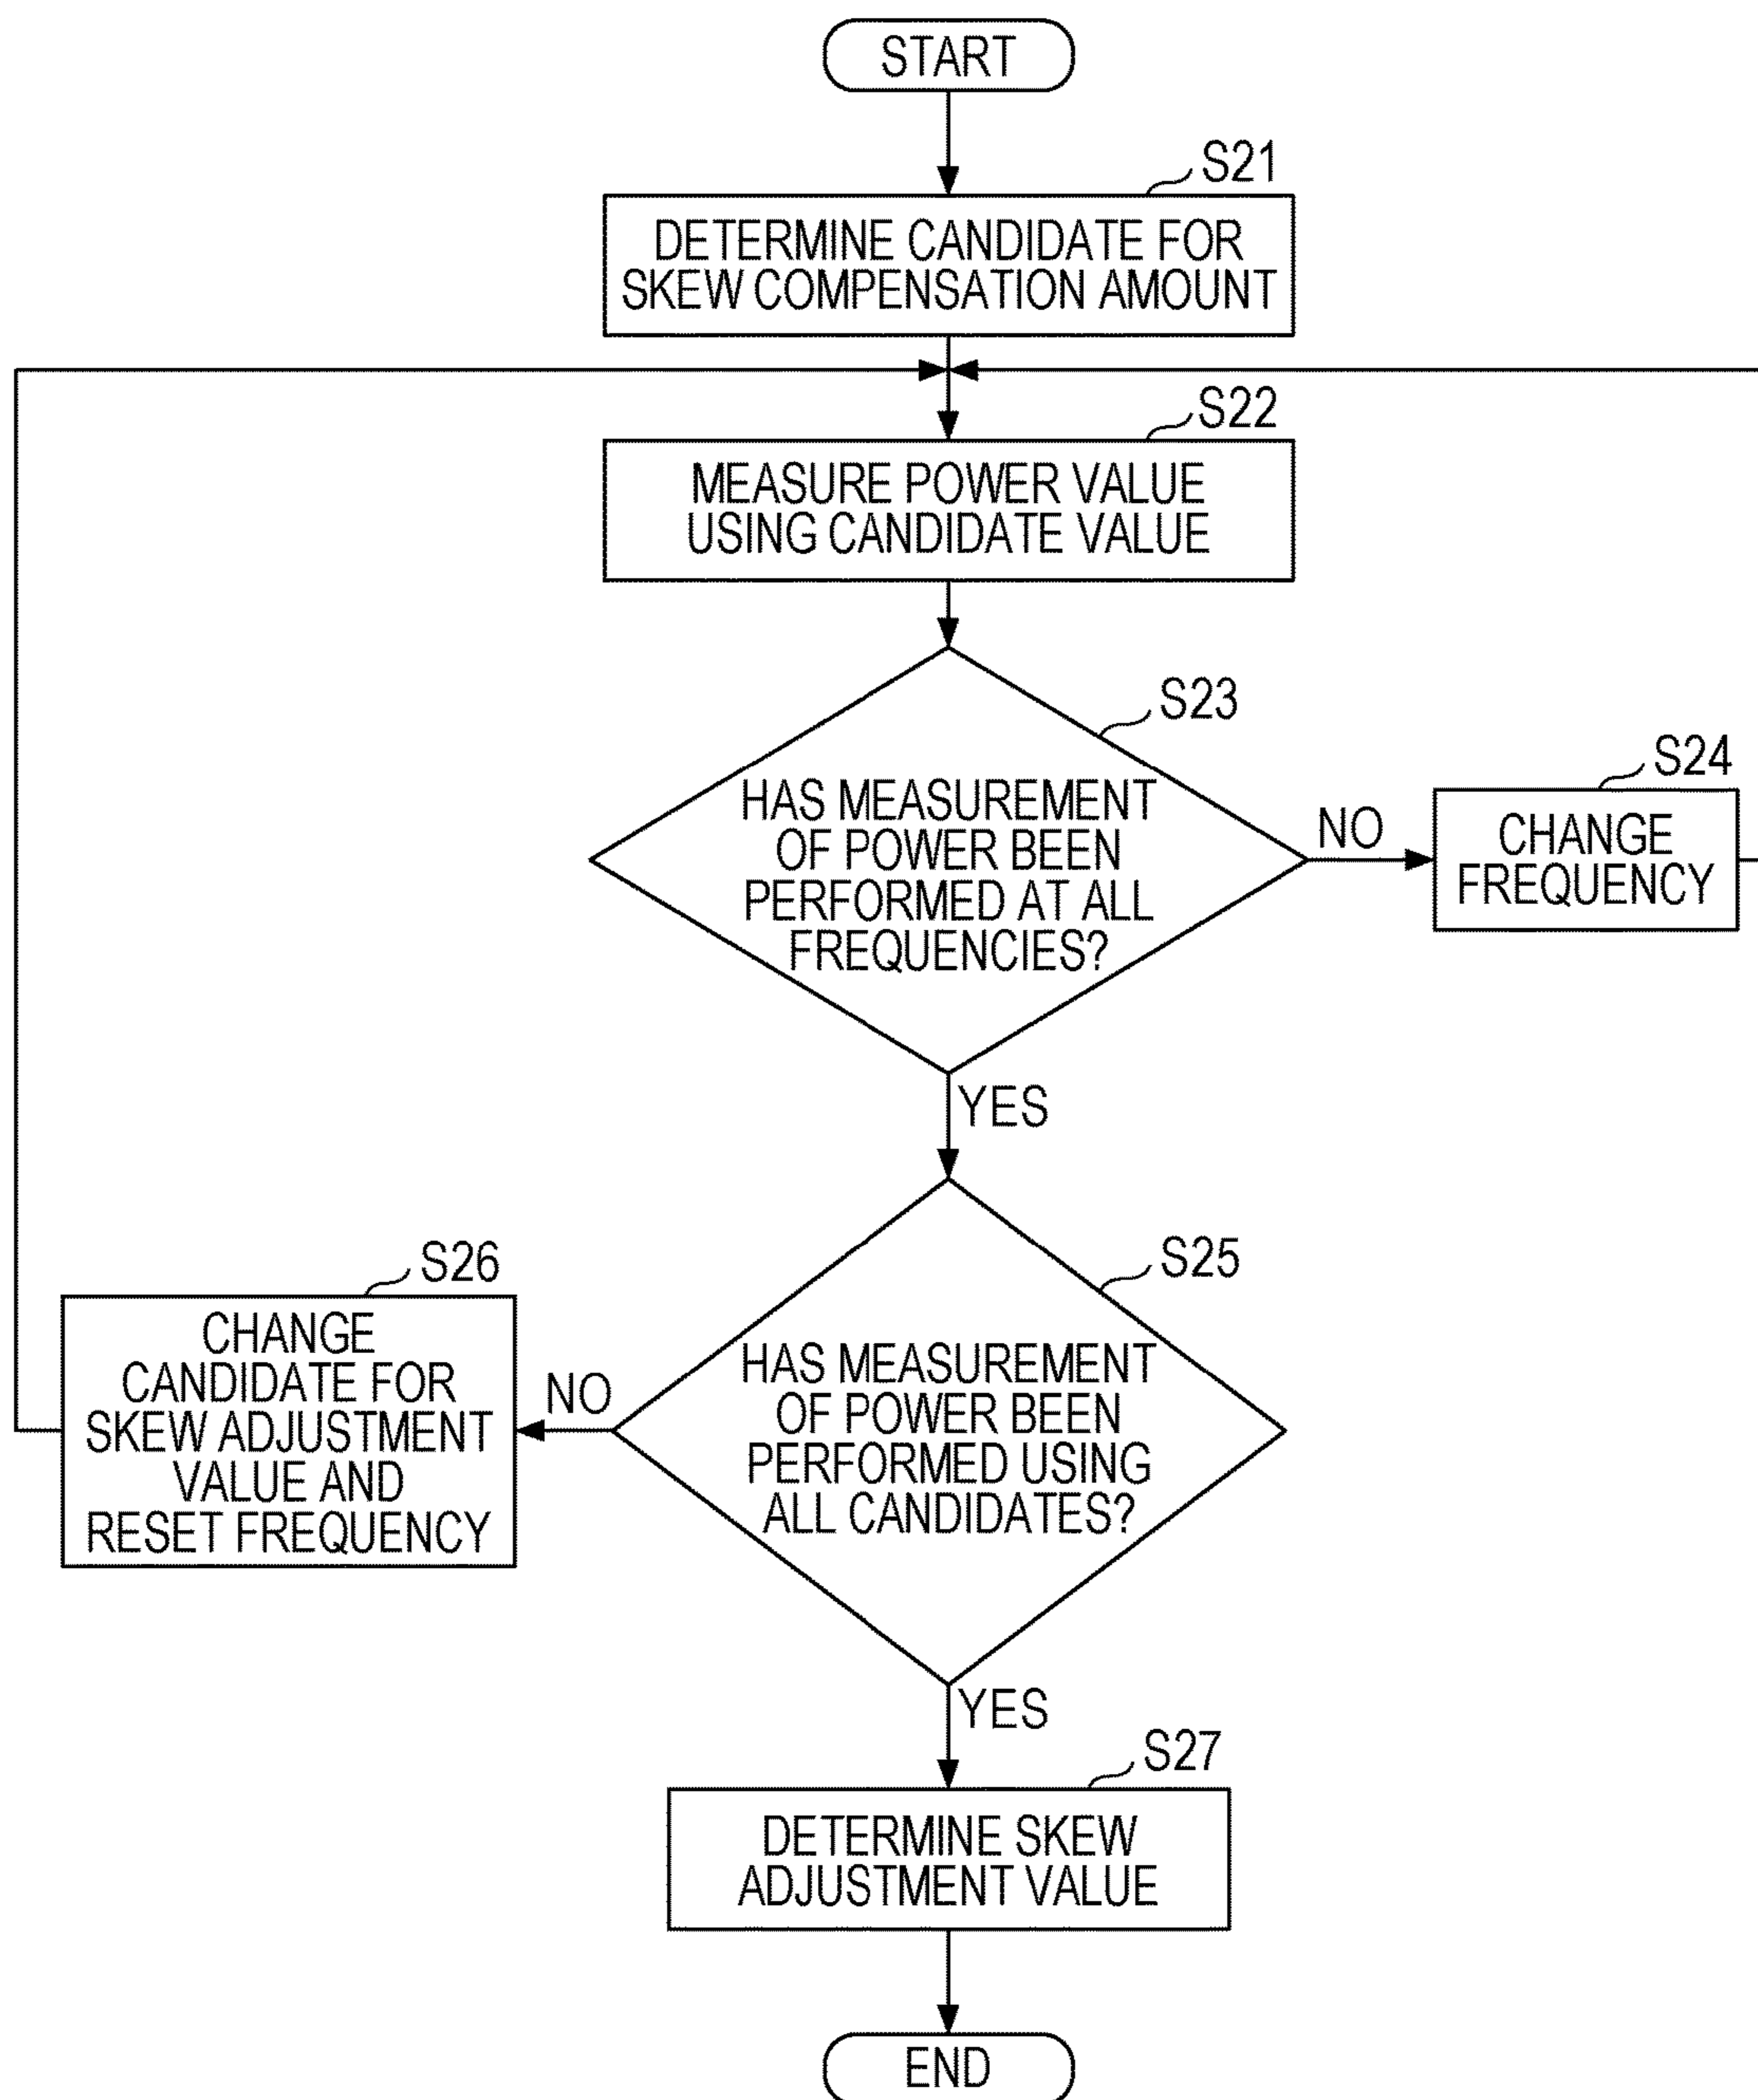 START
S21
DETERMINE CANDIDATE FOR
SKEW COMPENSATION AMOUNT
S22
MEASURE POWER VALUE
USING CANDIDATE VALUE
S23
HAS MEASUREMENT
OF POWER BEEN
PERFORMED AT ALL
FREQUENCIES?
NO
S24
CHANGE
FREQUENCY
YES
S25
HAS MEASUREMENT
OF POWER BEEN
PERFORMED USING
ALL CANDIDATES?
NO
S26
CHANGE
CANDIDATE FOR
SKEW ADJUSTMENT
VALUE AND
RESET FREQUENCY
YES
S27
DETERMINE SKEW
ADJUSTMENT VALUE
END